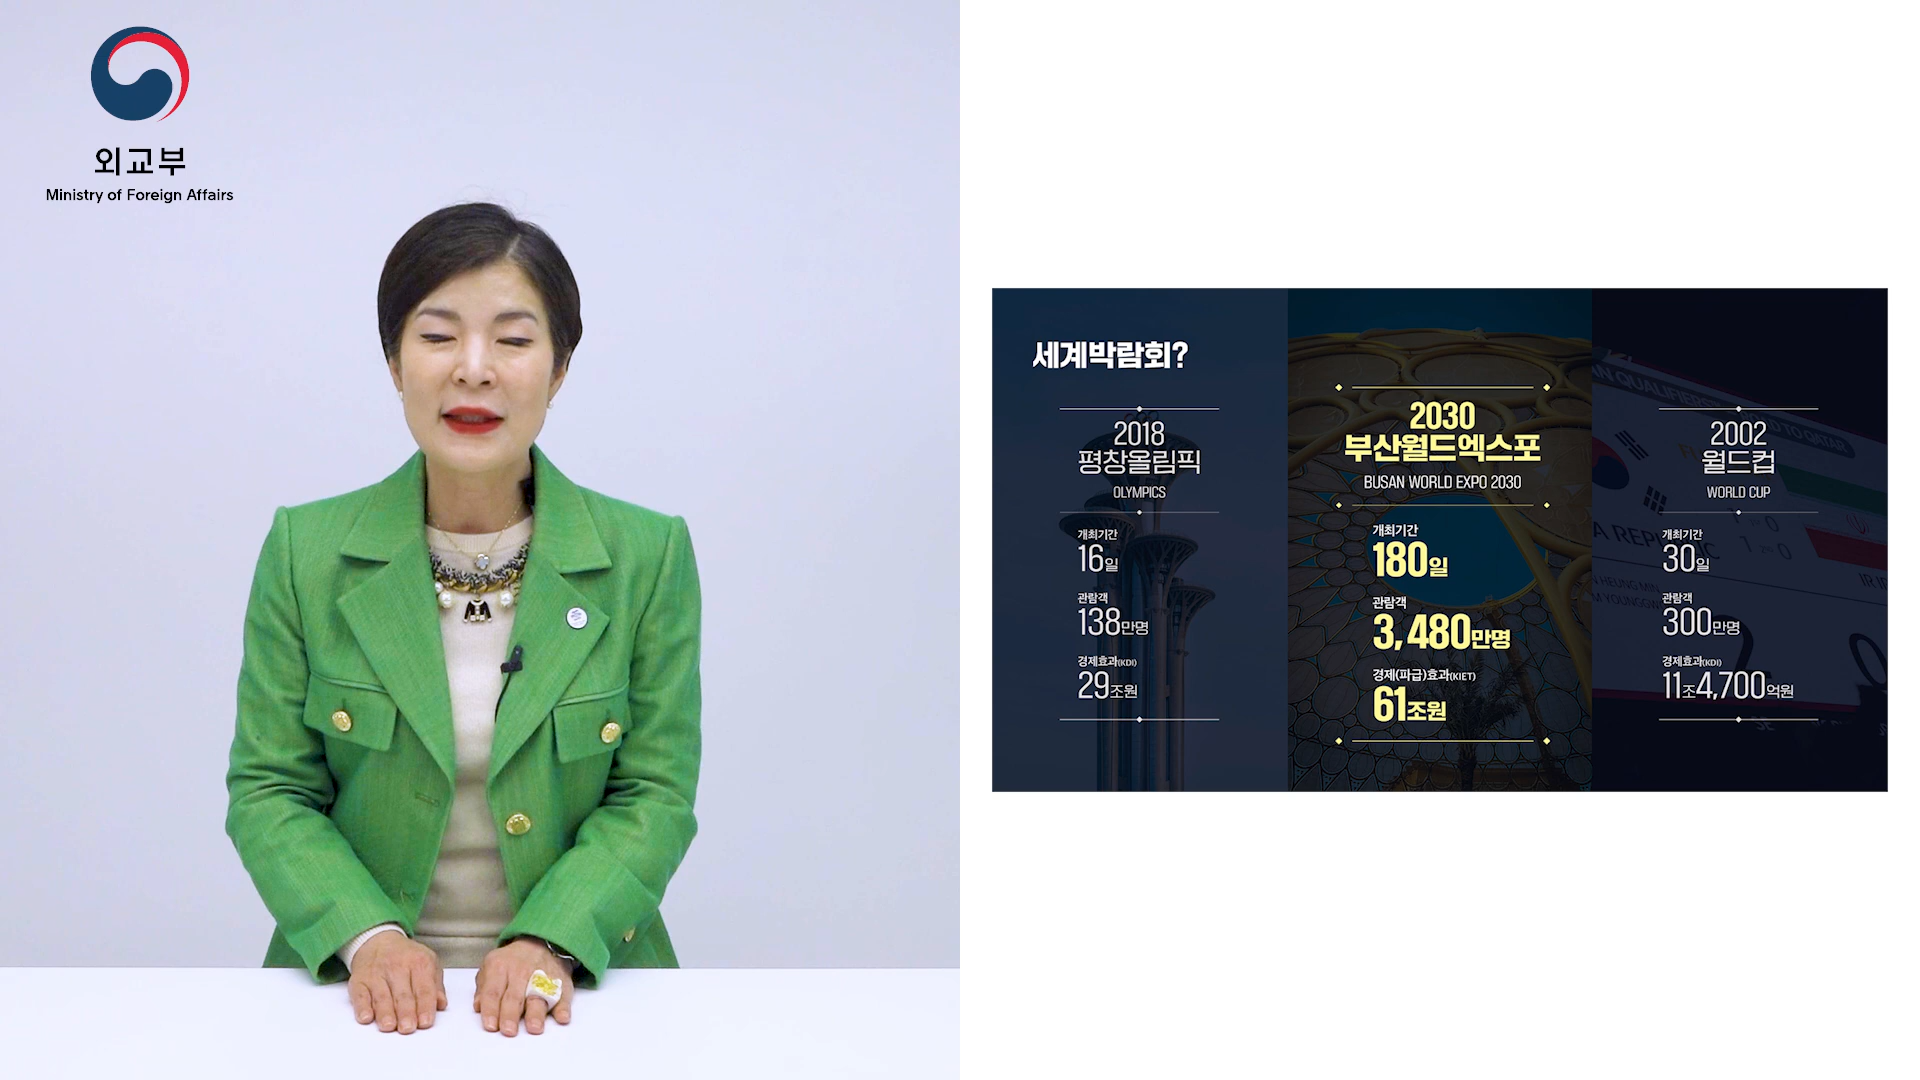 외교부
Ministry of Foreign Affairs
세계박람회?
2018
평창올림픽
OLYMPICS
개최기간
16일
관람객
138만명
경제효과(KDI)
29조원
2030
부산월드엑스포
BUSAN WORLD EXPO 2030
개최기간
180일
관람객
3,480만명
경제(파급)효과(KIET)
61조원
2002
월드컵
WORLD CUP
개최기간
30일
관람객
300만명
경제효과(KDI)
11조4,700억원